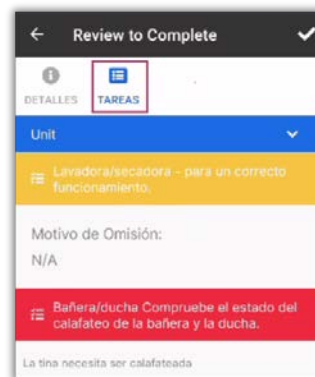 Review to Complete
DETALLES
TAREAS
Unit
Lavadora/secadora - para un correcto
funcionamiento.
Motivo de Omisión:
N/A
Bañera/ducha Compruebe el estado del
calafateo de la bañera y la ducha.
La tina necesita ser calafateada